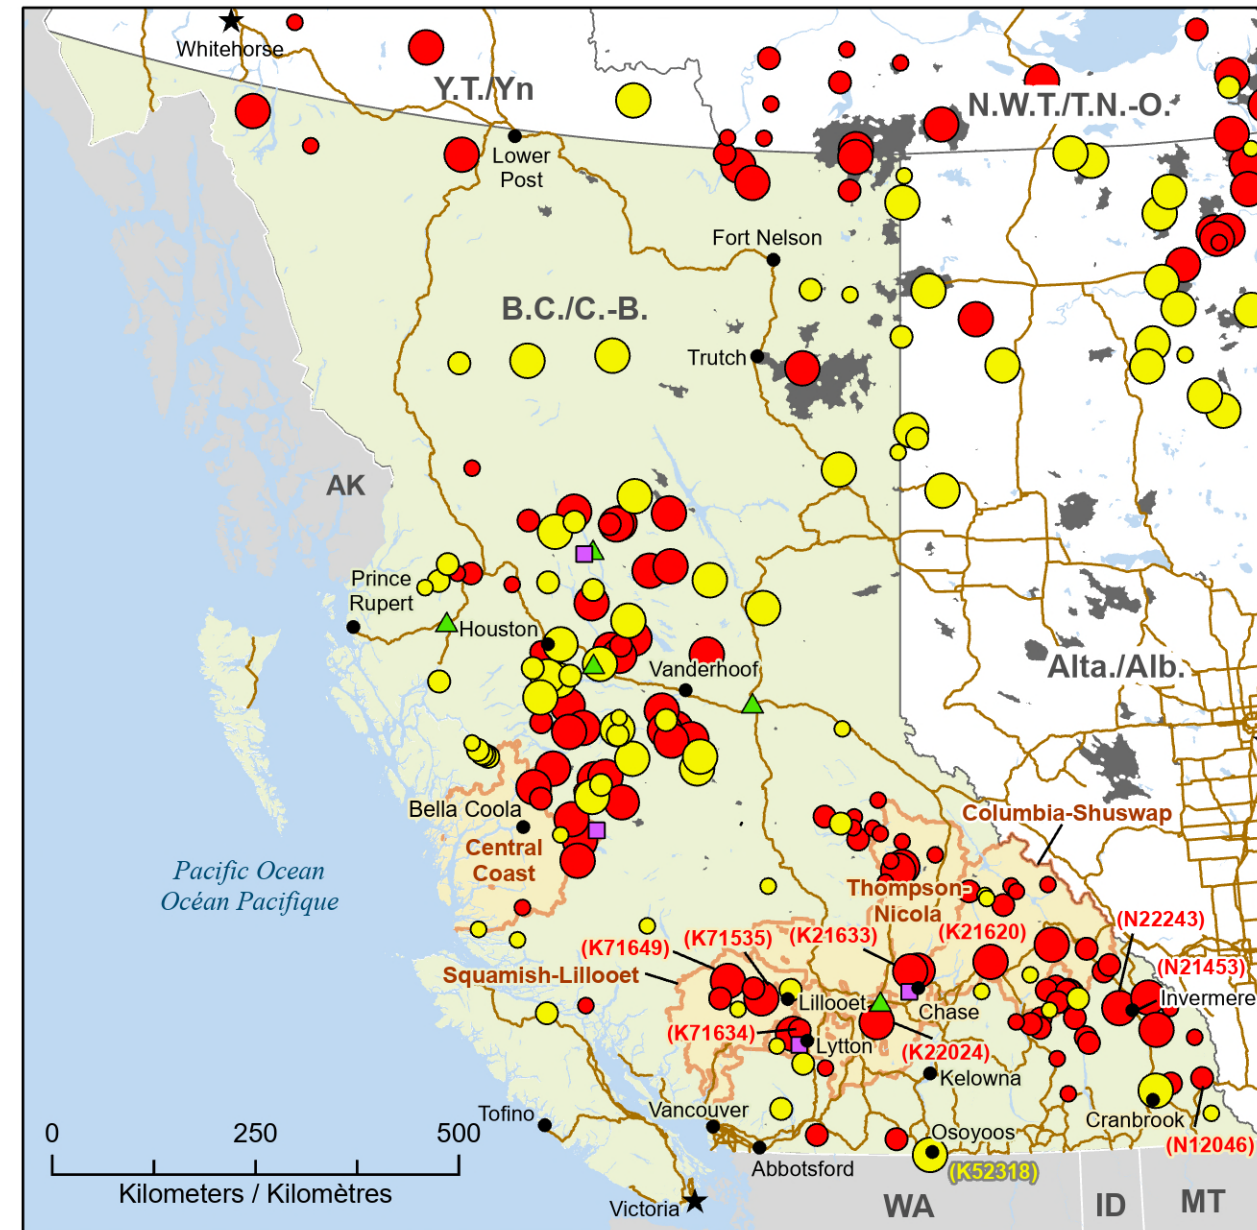 Whitehorse
Y.T./Yn
N.W.T./T.N.-O.
Lower
Post
Fort Nelson
B.C./C.-B.
Trutch
AK
Prince
Rupert
Houston
Vanderhoof
Alta./Alb.
Bella Coola
Central
Coast
Columbia-Shuswap
Pacific Ocean
Océan Pacifique
Thompson-
Nicola
(N22243)
(K71649)
(K71535)
(K21633)
(K21620)
(N21453)
Squamish-Lillooet
Lillooet
Chase
Invermere
(K71634)
Lytton
(K22024)
Kelowna
Tofino
Vancouver
Cranbrook
0
250
500
Osoyoos
(N12046)
Abbotsford
(K52318)
Kilometers / Kilomètres
Victoria
WA
ID
MT